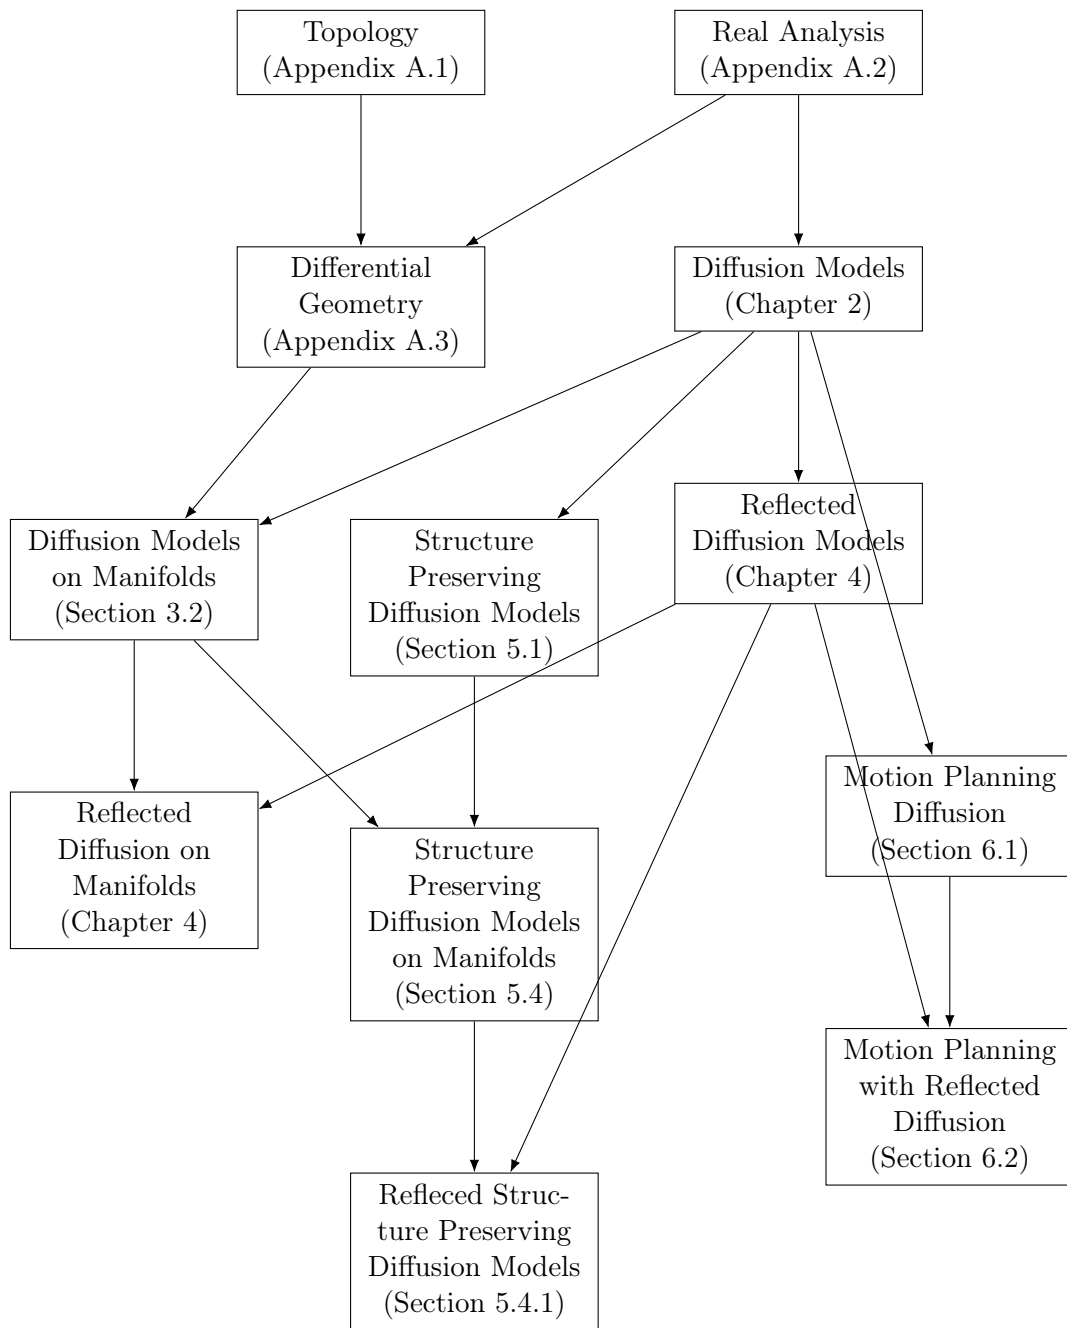 Topology
(Appendix A.1)
Real Analysis
(Appendix A.2)
Differential
Geometry
(Appendix A.3)
Diffusion Models
(Chapter 2)
Diffusion Models
on Manifolds
(Section 3.2)
Structure
Preserving
Diffusion Models
(Section 5.1)
Reflected
Diffusion Models
(Chapter 4)
Reflected
Diffusion on
Manifolds
(Chapter 4)
Structure
Preserving
Diffusion Models
on Manifolds
(Section 5.4)
Motion Planning
Diffusion
(Section 6.1)
Motion Planning
with Reflected
Diffusion
(Section 6.2)
Refleced Struc-
ture Preserving
Diffusion Models
(Section 5.4.1)